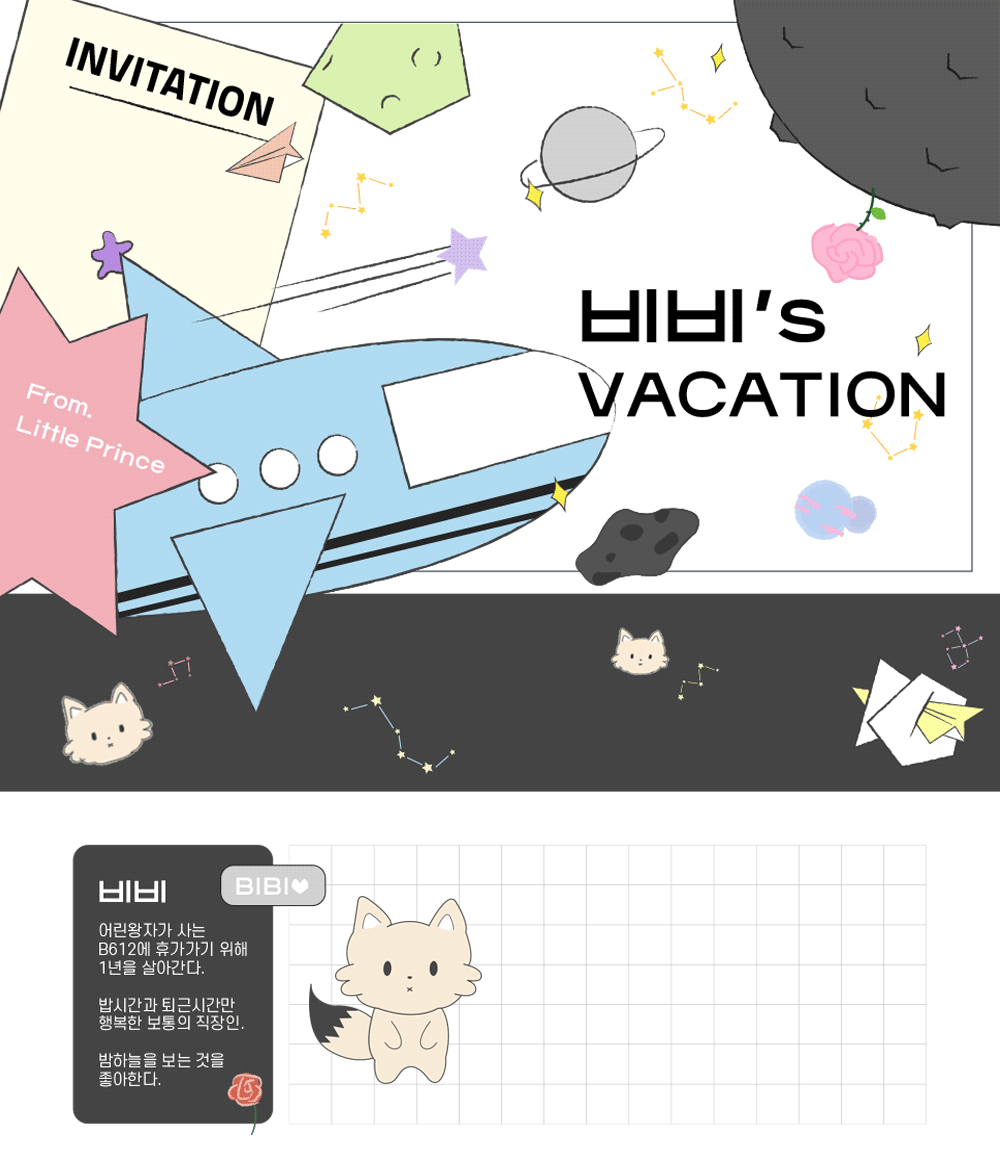 INVITATION
비비's
VACATION
From.
Little Prince
비비
BIBI♥
어린왕자가 사는
B612에 휴가가기 위해
1년을 살아간다.
밥시간과 퇴근시간만
행복한 보통의 직장인.
밤하늘을 보는 것을
좋아한다.